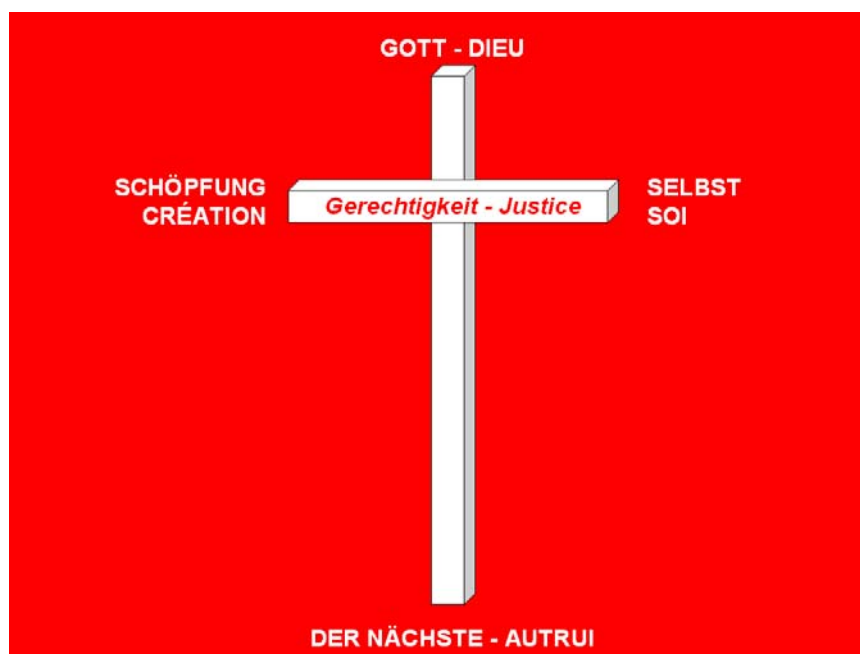 GOTT - DIEU
SCHÖPFUNG
CRÉATION
Gerechtigkeit - Justice
SELBST
SOI
DER NÄCHSTE - AUTRUI